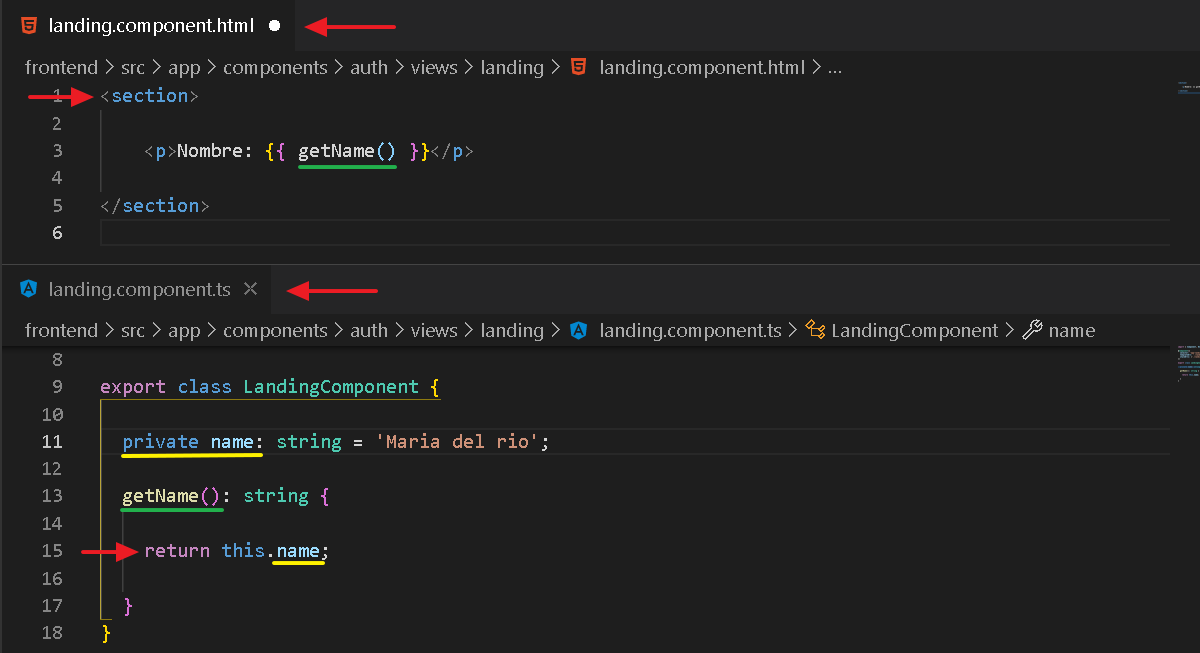 landing.component.html
frontend > src > app > components > auth > views > landing > landing.component.html > ...
1 <section>
2
3 <p>Nombre: {{ getName() }}</p>
4
5 </section>
6
landing.component.ts
frontend > src > app > components > auth > views > landing > landing.component.ts > LandingComponent > name
8
9 export class LandingComponent {
10
11 private name: string = 'Maria del rio';
12
13 getName(): string {
14
15 return this.name;
16
17 }
18 }